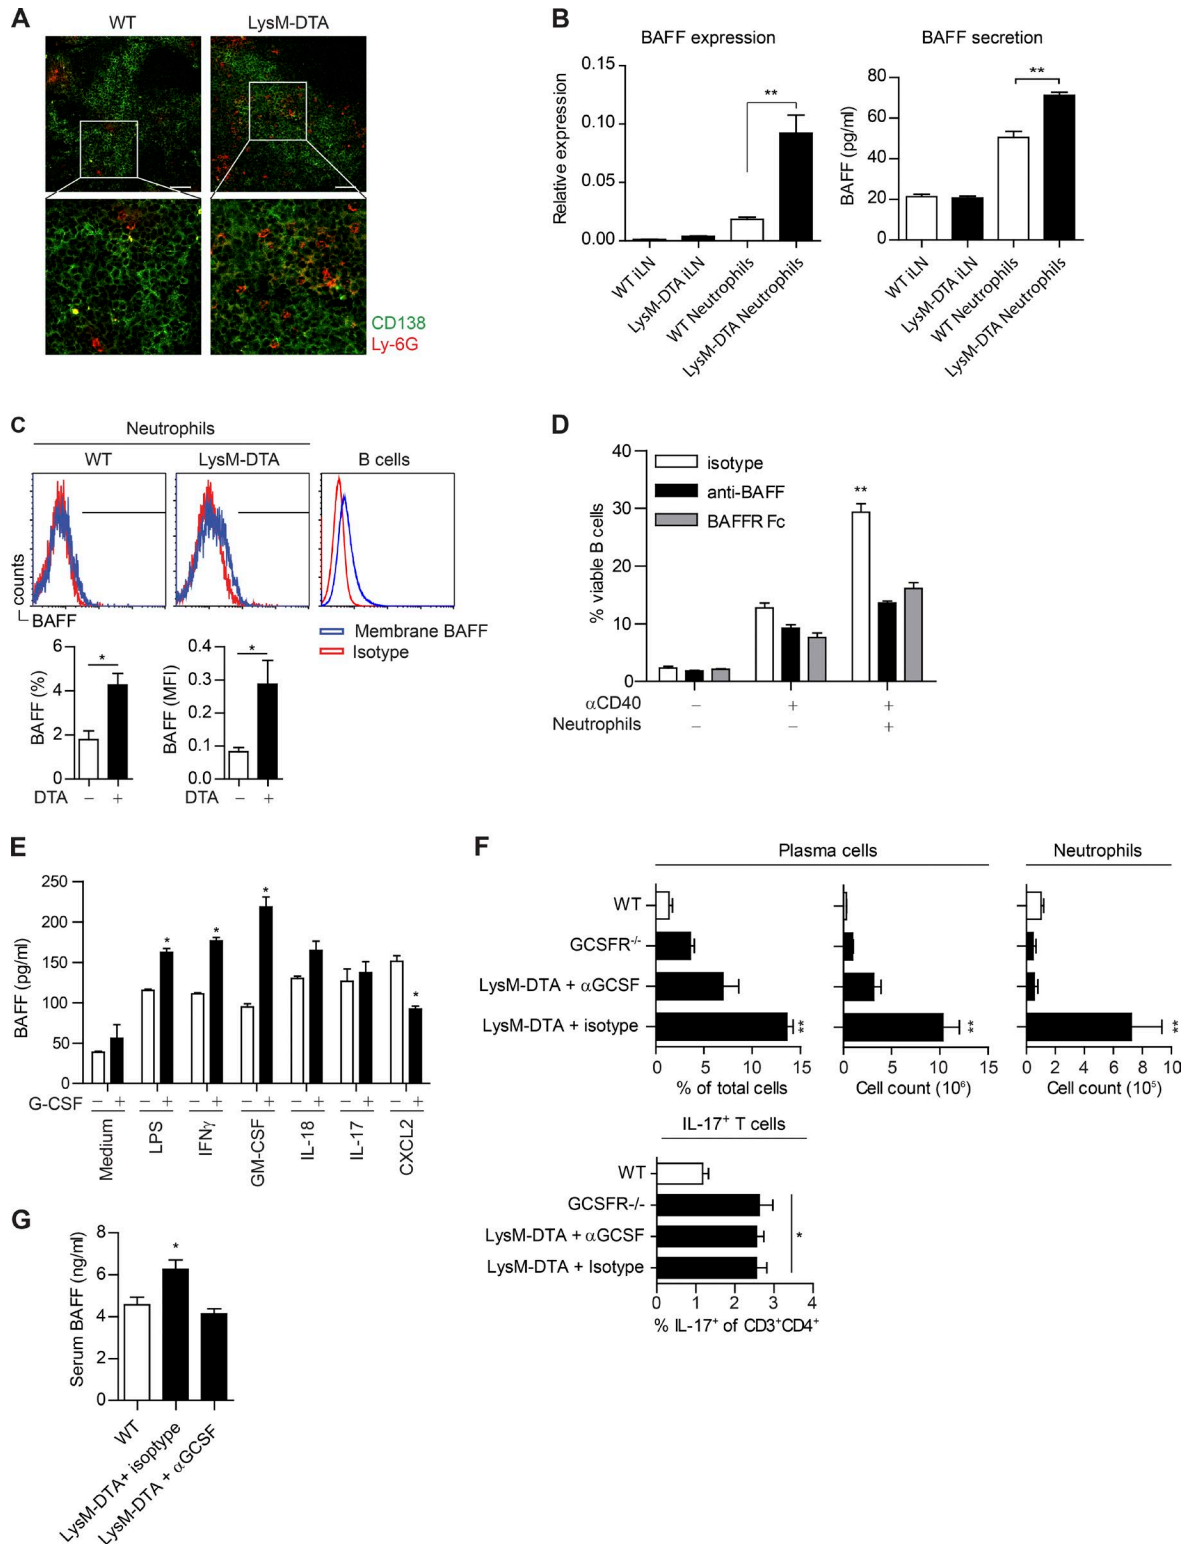 A
WT
LysM-DTA
CD138
Ly-6G
B
BAFF expression
Relative expression
0.15
0.10
0.05
0.00
**
WT iLN
LysM-DTA iLN
WT Neutrophils
LysM-DTA Neutrophils
BAFF secretion
BAFF (pg/ml)
80
60
40
20
0
**
WT iLN
LysM-DTA iLN
WT Neutrophils
LysM-DTA Neutrophils
C
Neutrophils
WT
LysM-DTA
B cells
counts
BAFF
Membrane BAFF
Isotype
BAFF (%)
6
4
2
0
*
DTA − +
BAFF (MFI)
0.4
0.3
0.2
0.1
0.0
*
DTA − +
D
% viable B cells
40
30
20
10
0
isotype
anti-BAFF
BAFFR Fc
**
αCD40 − + +
Neutrophils − − +
E
BAFF (pg/ml)
250
200
150
100
50
0
* * * *
G-CSF − + − + − + − + − + − + − +
Medium
LPS
IFNγ
GM-CSF
IL-18
IL-17
CXCL2
F
Plasma cells
Neutrophils
WT
GCSFR-/-
LysM-DTA + αGCSF
LysM-DTA + isotype
** ** **
0 5 10 15
% of total cells
0 5 10 15
Cell count (10⁶)
0 2 4 6 8 10
Cell count (10⁵)
IL-17⁺ T cells
WT
GCSFR-/-
LysM-DTA + αGCSF
LysM-DTA + Isotype
*
0 1 2 3 4
% IL-17⁺ of CD3⁺CD4⁺
G
Serum BAFF (ng/ml)
8
6
4
2
0
*
WT
LysM-DTA+ isoptype
LysM-DTA + αGCSF